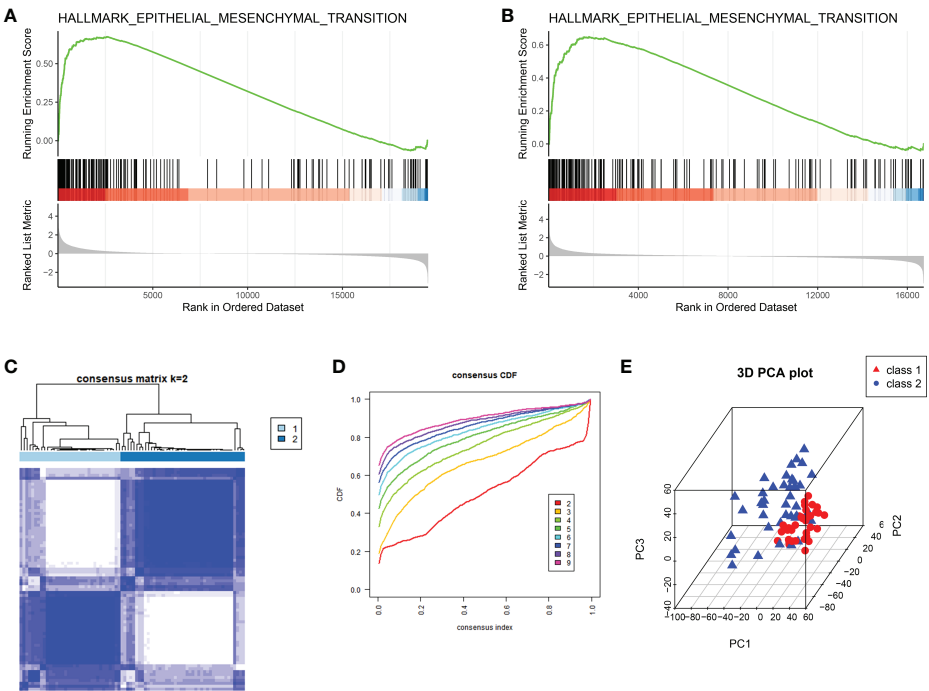 A
HALLMARK_EPITHELIAL_MESENCHYMAL_TRANSITION
Running Enrichment Score
0.50
0.25
0.00
Ranked List Metric
4
2
0
−2
5000 10000 15000
Rank in Ordered Dataset
B
HALLMARK_EPITHELIAL_MESENCHYMAL_TRANSITION
Running Enrichment Score
0.6
0.4
0.2
0.0
Ranked List Metric
4
2
0
−2
4000 8000 12000 16000
Rank in Ordered Dataset
C
consensus matrix k=2
1
2
D
consensus CDF
CDF
1.0
0.8
0.6
0.4
0.2
0.0
0.0 0.2 0.4 0.6 0.8 1.0
consensus index
2
3
4
5
6
7
8
9
E
3D PCA plot
class 1
class 2
PC3
60
40
20
0
−20
−40
−100 −80 −60 −40 −20 0 20 40 60
PC1
PC2
6
40
20
0
−20
−40
−60
−80